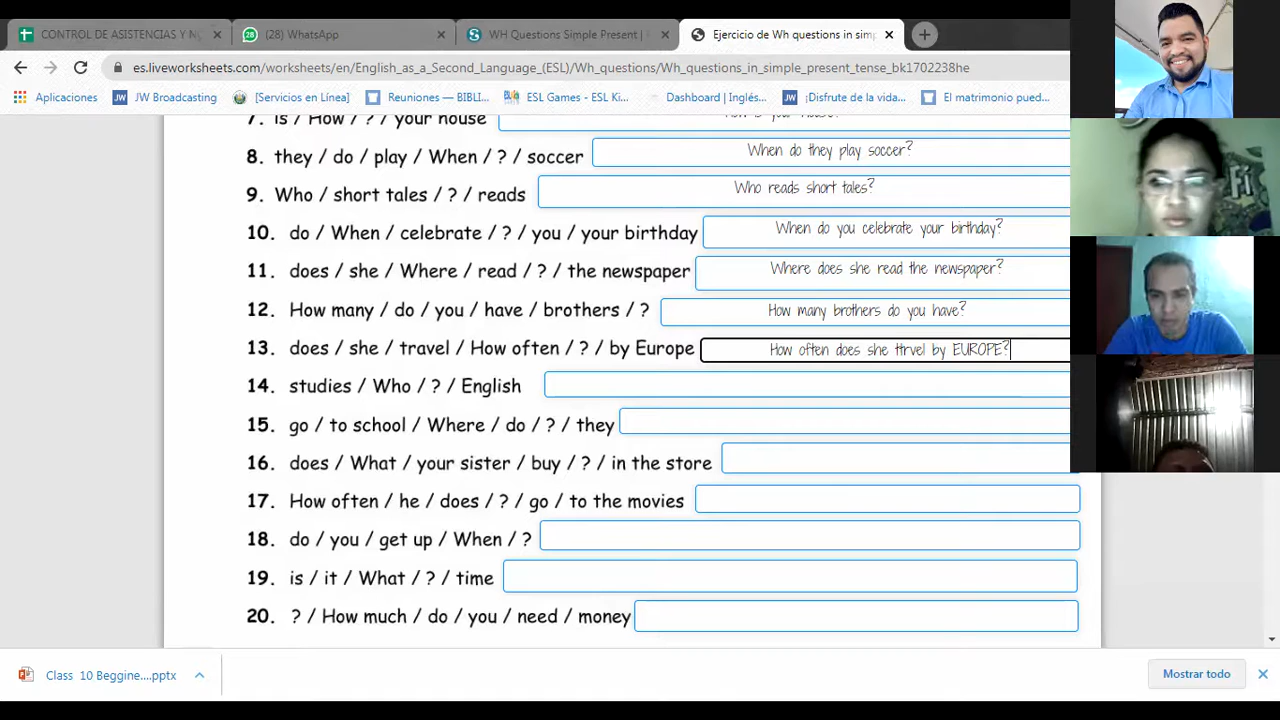 CONTROL DE ASISTENCIAS Y N
(28) WhatsApp
WH Questions Simple Present |
Ejercicio de Wh questions in simp
es.liveworksheets.com/worksheets/en/English_as_a_Second_Language_(ESL)/Wh_questions/Wh_questions_in_simple_present_tense_bk1702238he
Aplicaciones
JW Broadcasting
[Servicios en Línea]
Reuniones — BIBLI...
ESL Games - ESL Ki...
Dashboard | Inglés...
¡Disfrute de la vida...
El matrimonio pued...
7. is / How / ? / your house How is your house?
8. they / do / play / When / ? / soccer When do they play soccer?
9. Who / short tales / ? / reads Who reads short tales?
10. do / When / celebrate / ? / you / your birthday When do you celebrate your birthday?
11. does / she / Where / read / ? / the newspaper Where does she read the newspaper?
12. How many / do / you / have / brothers / ? How many brothers do you have?
13. does / she / travel / How often / ? / by Europe How often does she ttrvel by EUROPE?
14. studies / Who / ? / English
15. go / to school / Where / do / ? / they
16. does / What / your sister / buy / ? / in the store
17. How often / he / does / ? / go / to the movies
18. do / you / get up / When / ?
19. is / it / What / ? / time
20. ? / How much / do / you / need / money
Class 10 Beggine....pptx
Mostrar todo